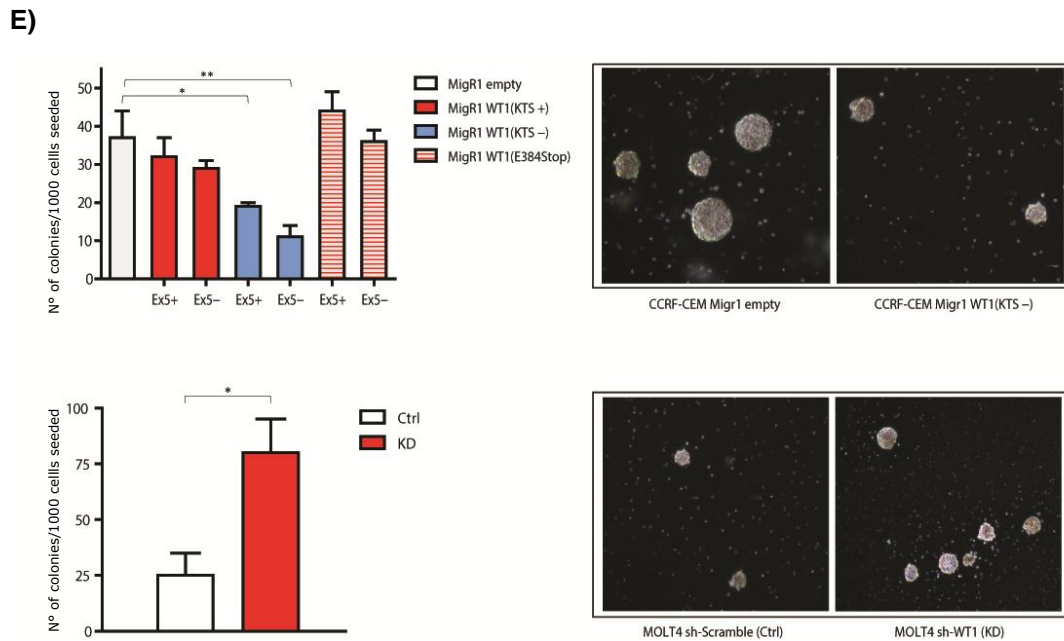 E)
N° of colonies/1000 cellls seeded
50
40
30
20
10
0
**
*
Ex5+ Ex5– Ex5+ Ex5– Ex5+ Ex5–
MigR1 empty
MigR1 WT1(KTS +)
MigR1 WT1(KTS –)
MigR1 WT1(E384Stop)
CCRF-CEM Migr1 empty
CCRF-CEM Migr1 WT1(KTS –)
N° of colonies/1000 cellls seeded
100
75
50
25
0
*
Ctrl
KD
MOLT4 sh-Scramble (Ctrl)
MOLT4 sh-WT1 (KD)